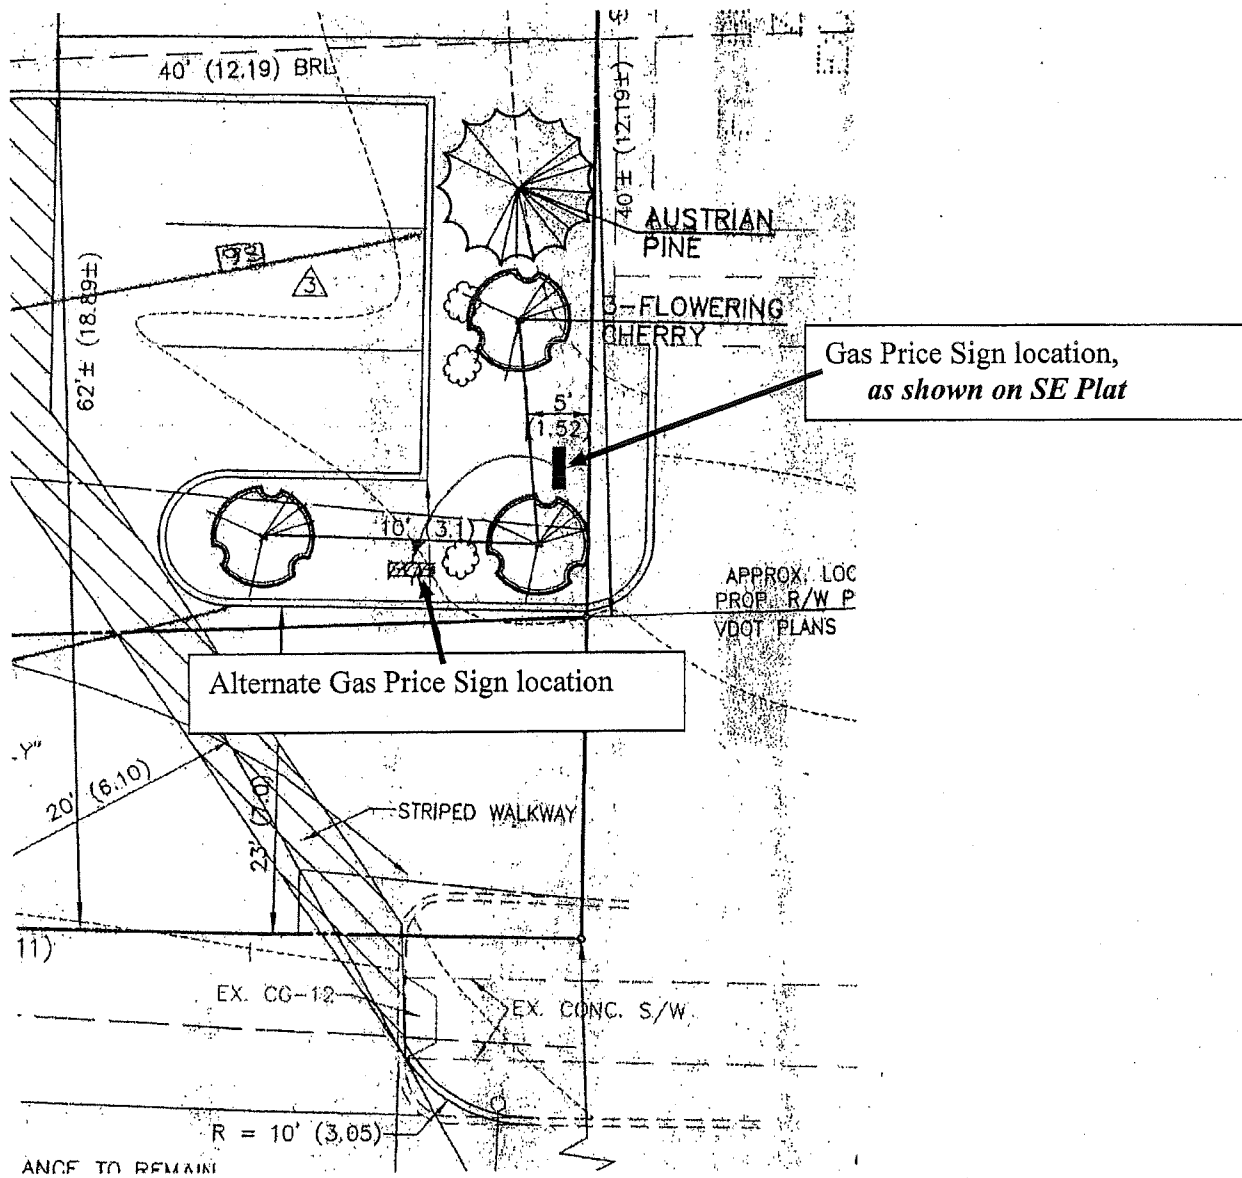 40' (12.19) BRL
40'± (12.19±)
AUSTRIAN
PINE
3
62'± (18.89±)
3-FLOWERING
CHERRY
Gas Price Sign location,
as shown on SE Plat
5'
(1.52)
10' (3.1)
APPROX. LOC
PROP. R/W P
VDOT PLANS
Alternate Gas Price Sign location
Y"
20' (6.10)
23' (7.0)
STRIPED WALKWAY
11)
EX. CG-12
EX. CONC. S/W
R = 10' (3.05)
ANCE TO REMAIN